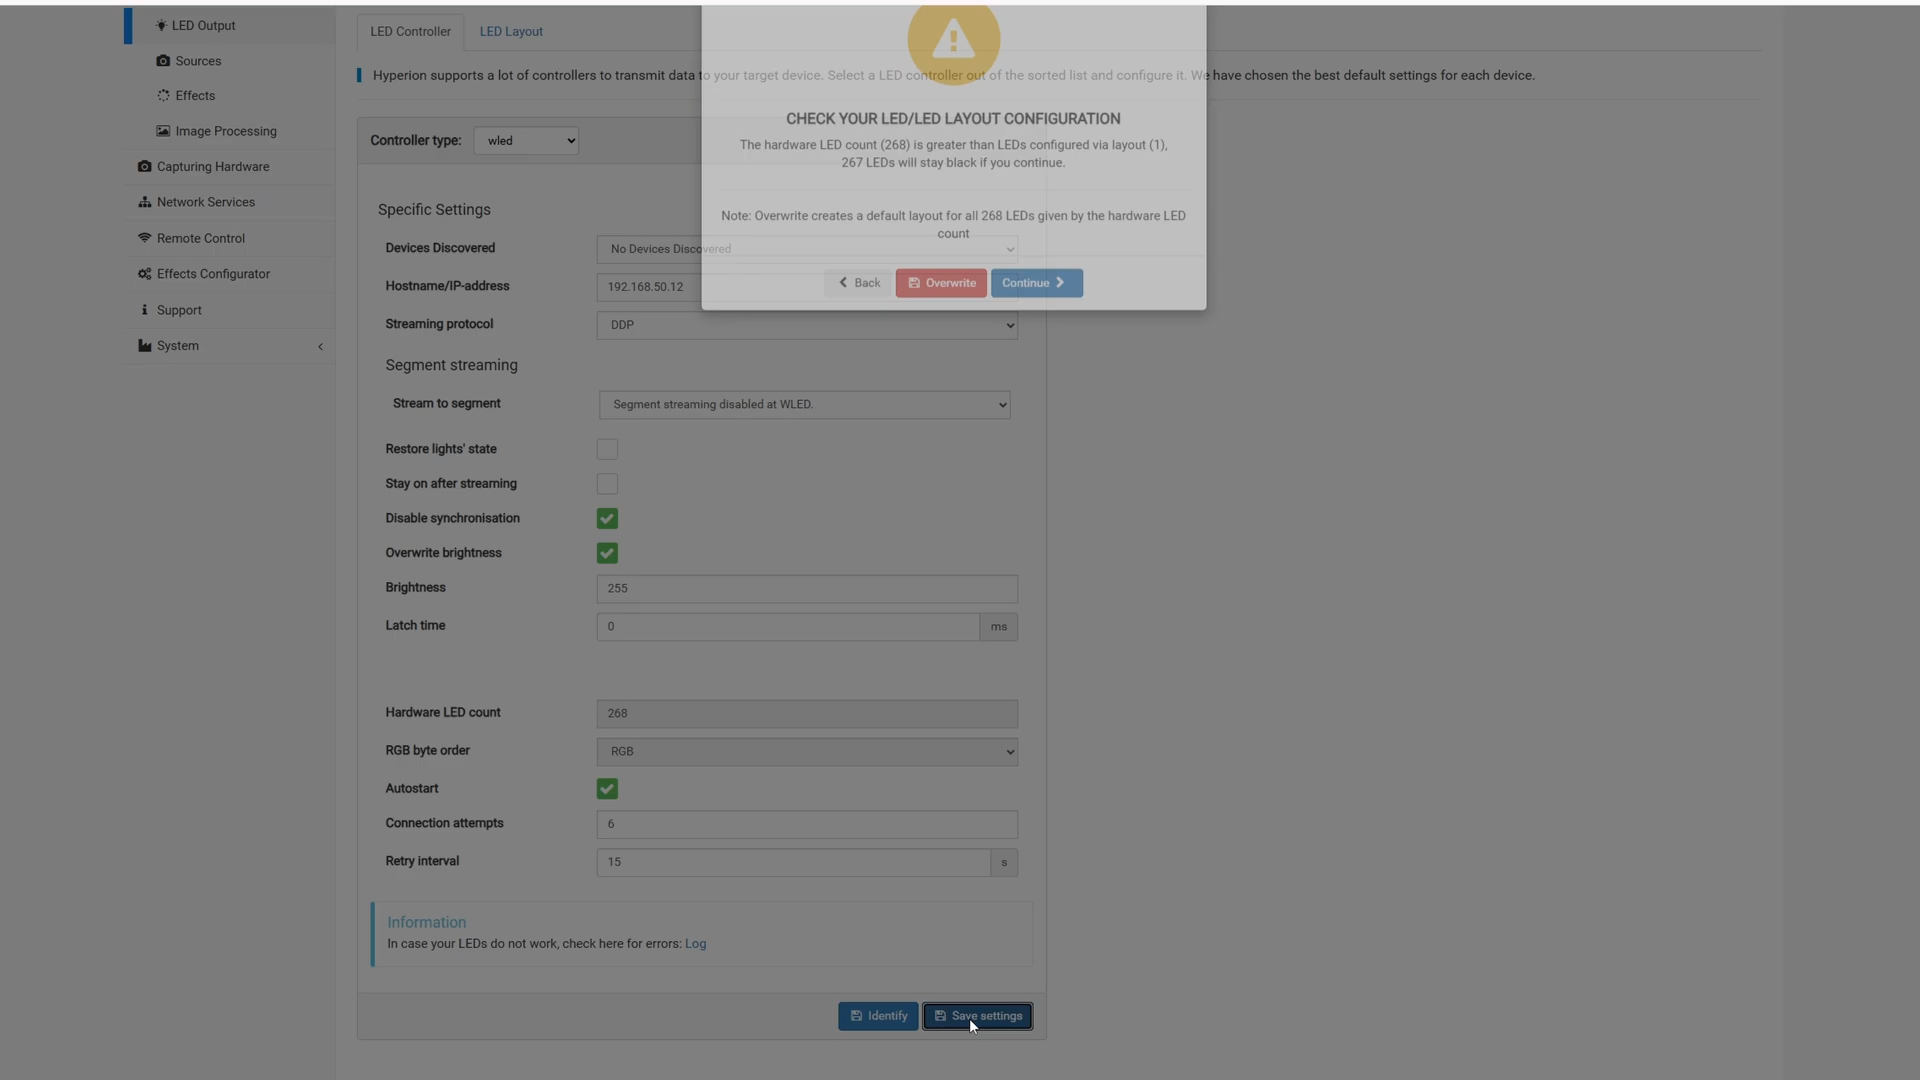 LED Output
Sources
Effects
Image Processing
Capturing Hardware
Network Services
Remote Control
Effects Configurator
Support
System
LED Controller
LED Layout
Hyperion supports a lot of controllers to transmit data to your target device. Select a LED controller out of the sorted list and configure it. We have chosen the best default settings for each device.
Controller type:
wled
CHECK YOUR LED/LED LAYOUT CONFIGURATION
The hardware LED count (268) is greater than LEDs configured via layout (1),
267 LEDs will stay black if you continue.
Note: Overwrite creates a default layout for all 268 LEDs given by the hardware LED
count
Back
Overwrite
Continue
Specific Settings
Devices Discovered
No Devices Discovered
Hostname/IP-address
192.168.50.12
Streaming protocol
DDP
Segment streaming
Stream to segment
Segment streaming disabled at WLED.
Restore lights' state
Stay on after streaming
Disable synchronisation
Overwrite brightness
Brightness
255
Latch time
0
ms
Hardware LED count
268
RGB byte order
RGB
Autostart
Connection attempts
6
Retry interval
15
s
Information
In case your LEDs do not work, check here for errors: Log
Identify
Save settings